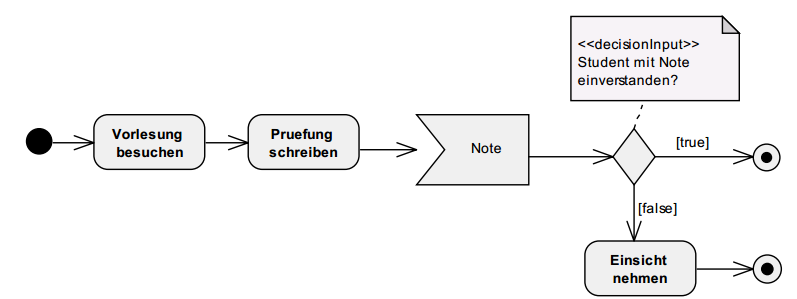 <<decisionInput>>
Student mit Note
einverstanden?
Vorlesung
besuchen
Pruefung
schreiben
Note
[true]
[false]
Einsicht
nehmen